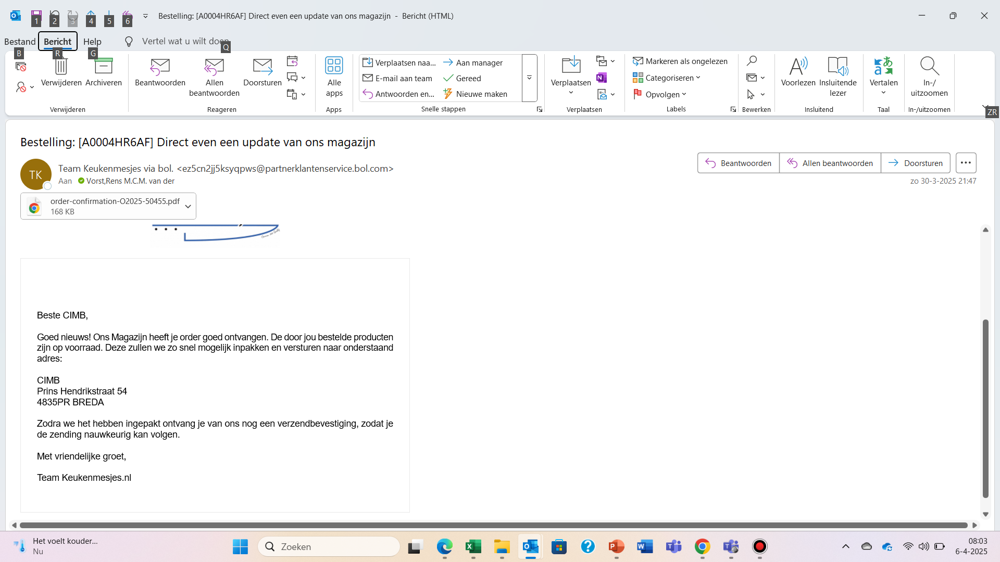 1 2 3 4 5 6 Bestelling: [A0004HR6AF] Direct even een update van ons magazijn - Bericht (HTML)
Bestand Bericht Help Vertel wat u wilt doen
B R G Q
Verwijderen Archiveren
Verwijderen
Beantwoorden Allen beantwoorden Doorsturen
Reageren
Alle apps
Apps
Verplaatsen naa... Aan manager
E-mail aan team Gereed
Antwoorden en... Nieuwe maken
Snelle stappen
Verplaatsen
Verplaatsen
Markeren als ongelezen
Categoriseren
Opvolgen
Labels
Bewerken
Voorlezen Insluitende lezer
Insluitend
Vertalen
Taal
In-/ uitzoomen
In-/uitzoomen
ZR
Bestelling: [A0004HR6AF] Direct even een update van ons magazijn
TK
Team Keukenmesjes via bol. <ez5cn2jj5ksyqpws@partnerklantenservice.bol.com>
Aan Vorst,Rens M.C.M. van der
Beantwoorden Allen beantwoorden Doorsturen
zo 30-3-2025 21:47
order-confirmation-O2025-50455.pdf
168 KB
Beste CIMB,
Goed nieuws! Ons Magazijn heeft je order goed ontvangen. De door jou bestelde producten
zijn op voorraad. Deze zullen we zo snel mogelijk inpakken en versturen naar onderstaand
adres:
CIMB
Prins Hendrikstraat 54
4835PR BREDA
Zodra we het hebben ingepakt ontvang je van ons nog een verzendbevestiging, zodat je
de zending nauwkeurig kan volgen.
Met vriendelijke groet,
Team Keukenmesjes.nl
Het voelt kouder...
Nu
Zoeken
08:03
6-4-2025